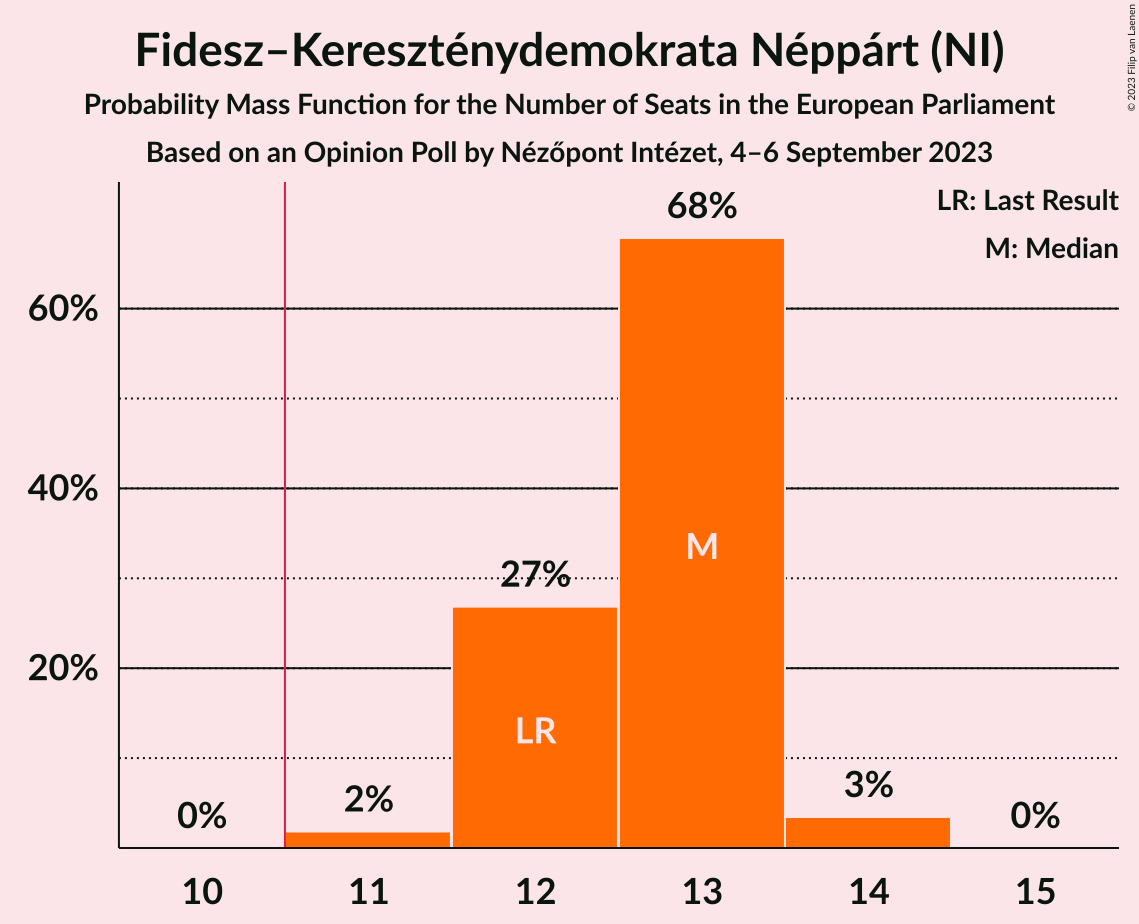 Fidesz–Kereszténydemokrata Néppárt (NI)
Probability Mass Function for the Number of Seats in the European Parliament
Based on an Opinion Poll by Nézőpont Intézet, 4–6 September 2023
© 2023 Filip van Laenen
LR: Last Result
M: Median
68%
60%
40%
M
27%
20%
LR
3%
2%
0%
0%
10 11 12 13 14 15